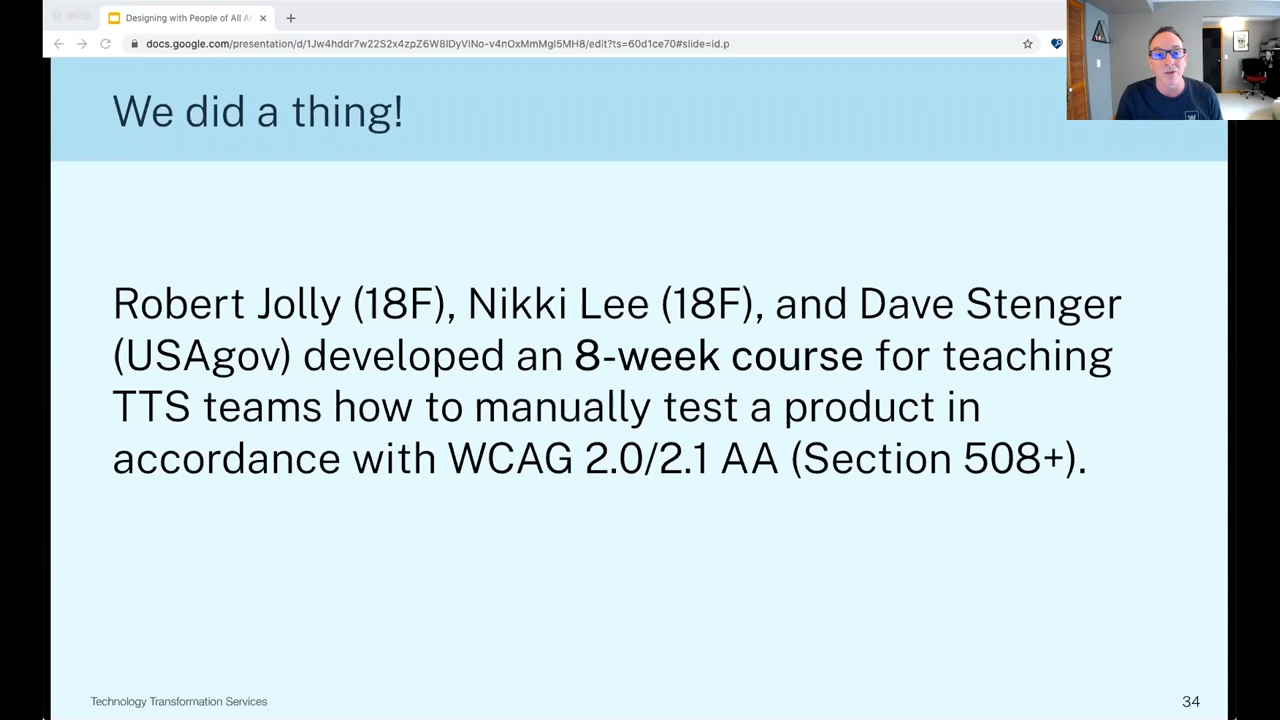 Designing with People of All A
docs.google.com/presentation/d/1Jw4hddr7w22S2x4zpZ6W8lDyVlNo-v4nOxMmMgl5MH8/edit?ts=60d1ce70#slide=id.p
We did a thing!
Robert Jolly (18F), Nikki Lee (18F), and Dave Stenger
(USAgov) developed an 8-week course for teaching
TTS teams how to manually test a product in
accordance with WCAG 2.0/2.1 AA (Section 508+).
Technology Transformation Services
34